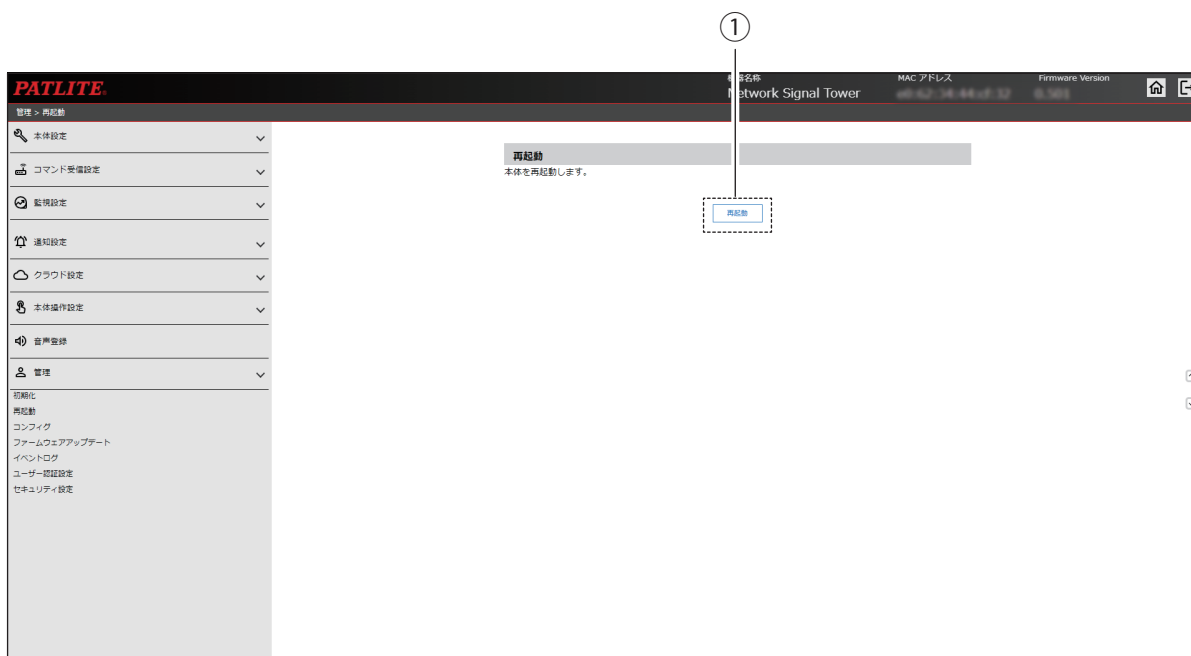 ①
PATLITE
機器名称
MAC アドレス
Firmware Version
Network Signal Tower
管理 > 再起動
本体設定
コマンド受信設定
監視設定
通知設定
クラウド設定
本体操作設定
音声登録
管理
初期化
再起動
コンフィグ
ファームウェアアップデート
イベントログ
ユーザー認証設定
セキュリティ設定
再起動
本体を再起動します。
再起動